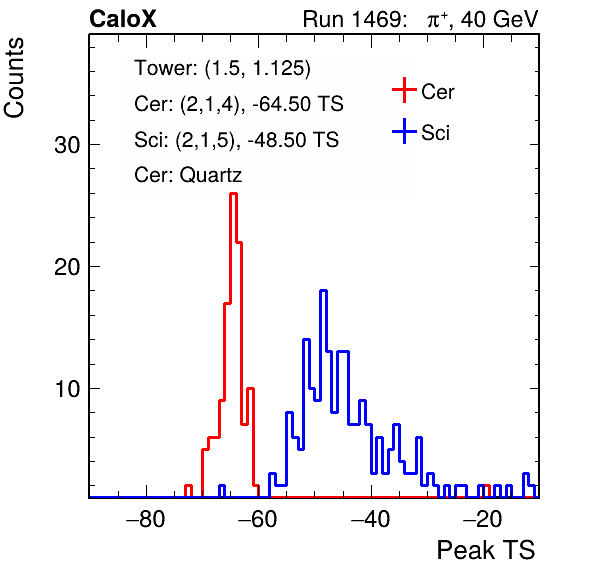 CaloX Run 1469: π⁺, 40 GeV
Counts
Tower: (1.5, 1.125)
Cer: (2,1,4), -64.50 TS
Sci: (2,1,5), -48.50 TS
Cer: Quartz
Cer
Sci
30
20
10
−80 −60 −40 −20
Peak TS